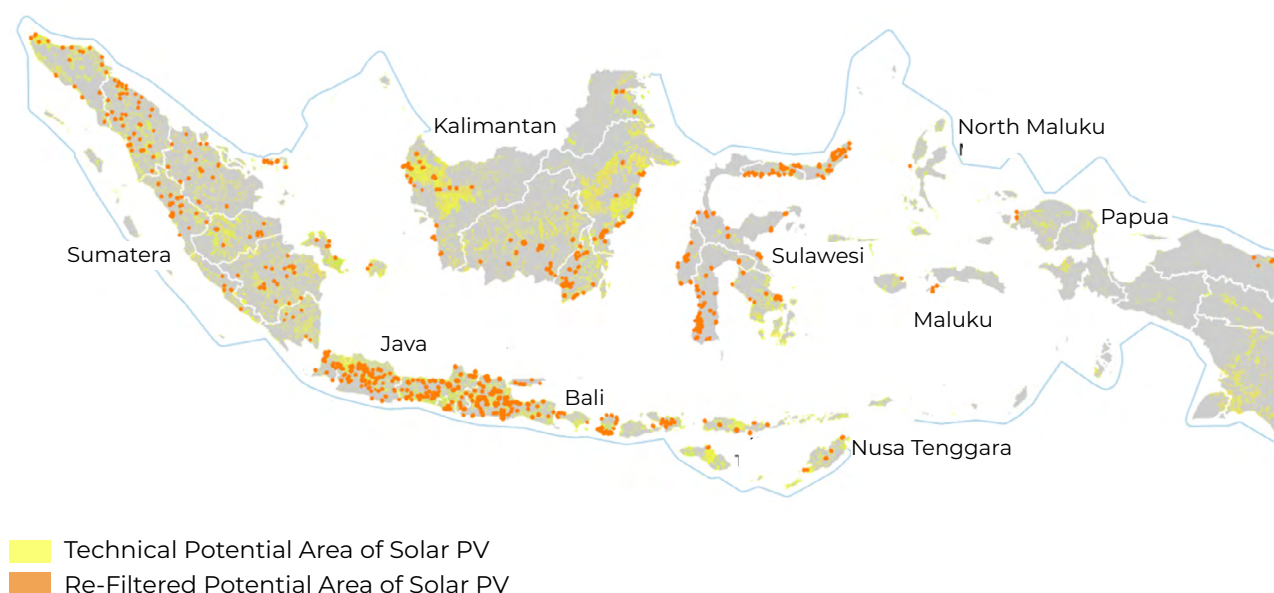 Kalimantan
North Maluku
Papua
Sumatera
Sulawesi
Maluku
Java
Bali
Nusa Tenggara
Technical Potential Area of Solar PV
Re-Filtered Potential Area of Solar PV